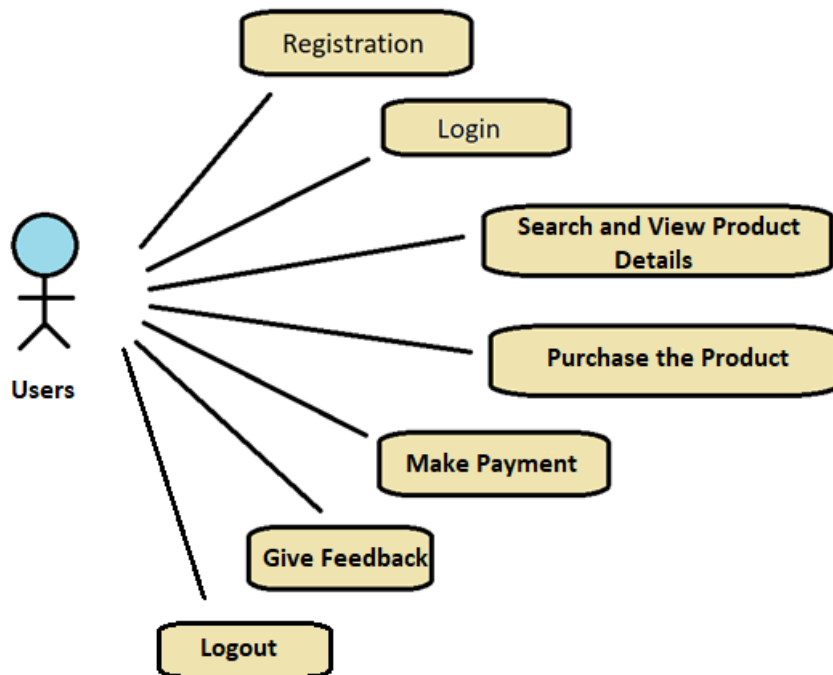 Registration
Login
Search and View Product
Details
Purchase the Product
Users
Make Payment
Give Feedback
Logout